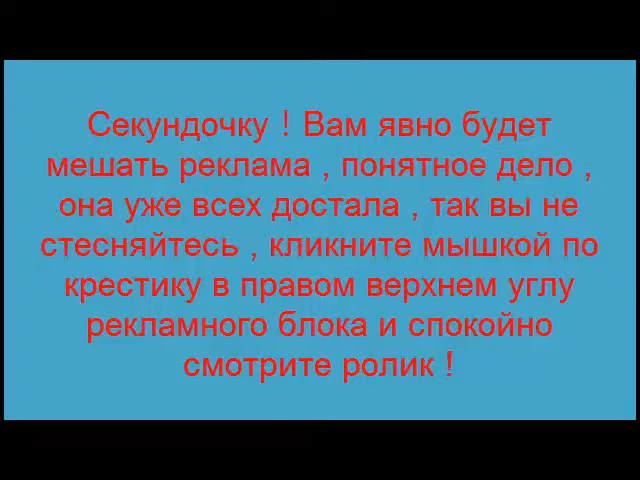 Секундочку ! Вам явно будет
мешать реклама , понятное дело ,
она уже всех достала , так вы не
стесняйтесь , кликните мышкой по
крестику в правом верхнем углу
рекламного блока и спокойно
смотрите ролик !